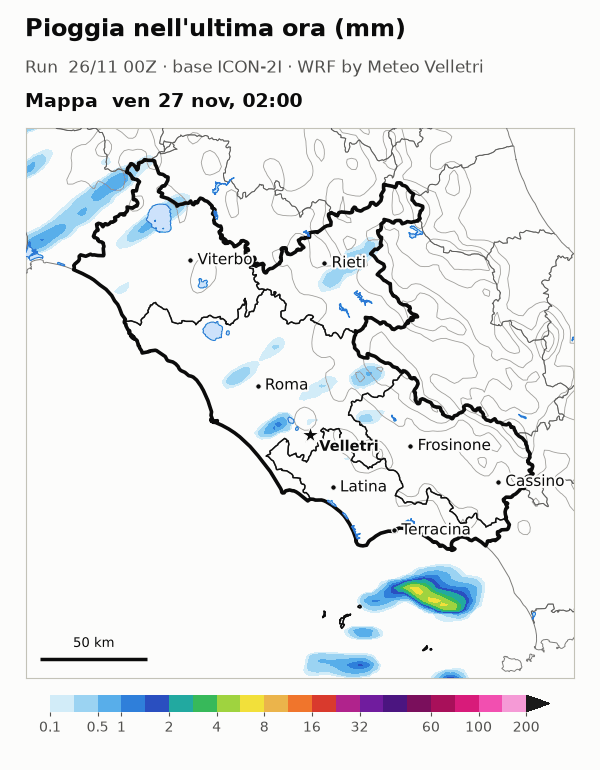 Pioggia nell'ultima ora (mm)
Run  26/11 00Z · base ICON-2I · WRF by Meteo Velletri
Mappa  ven 27 nov, 02:00
Viterbo
Rieti
Roma
Velletri
Frosinone
Latina
Cassino
Terracina
50 km
0.1 0.5 1 2 4 8 16 32 60 100 200